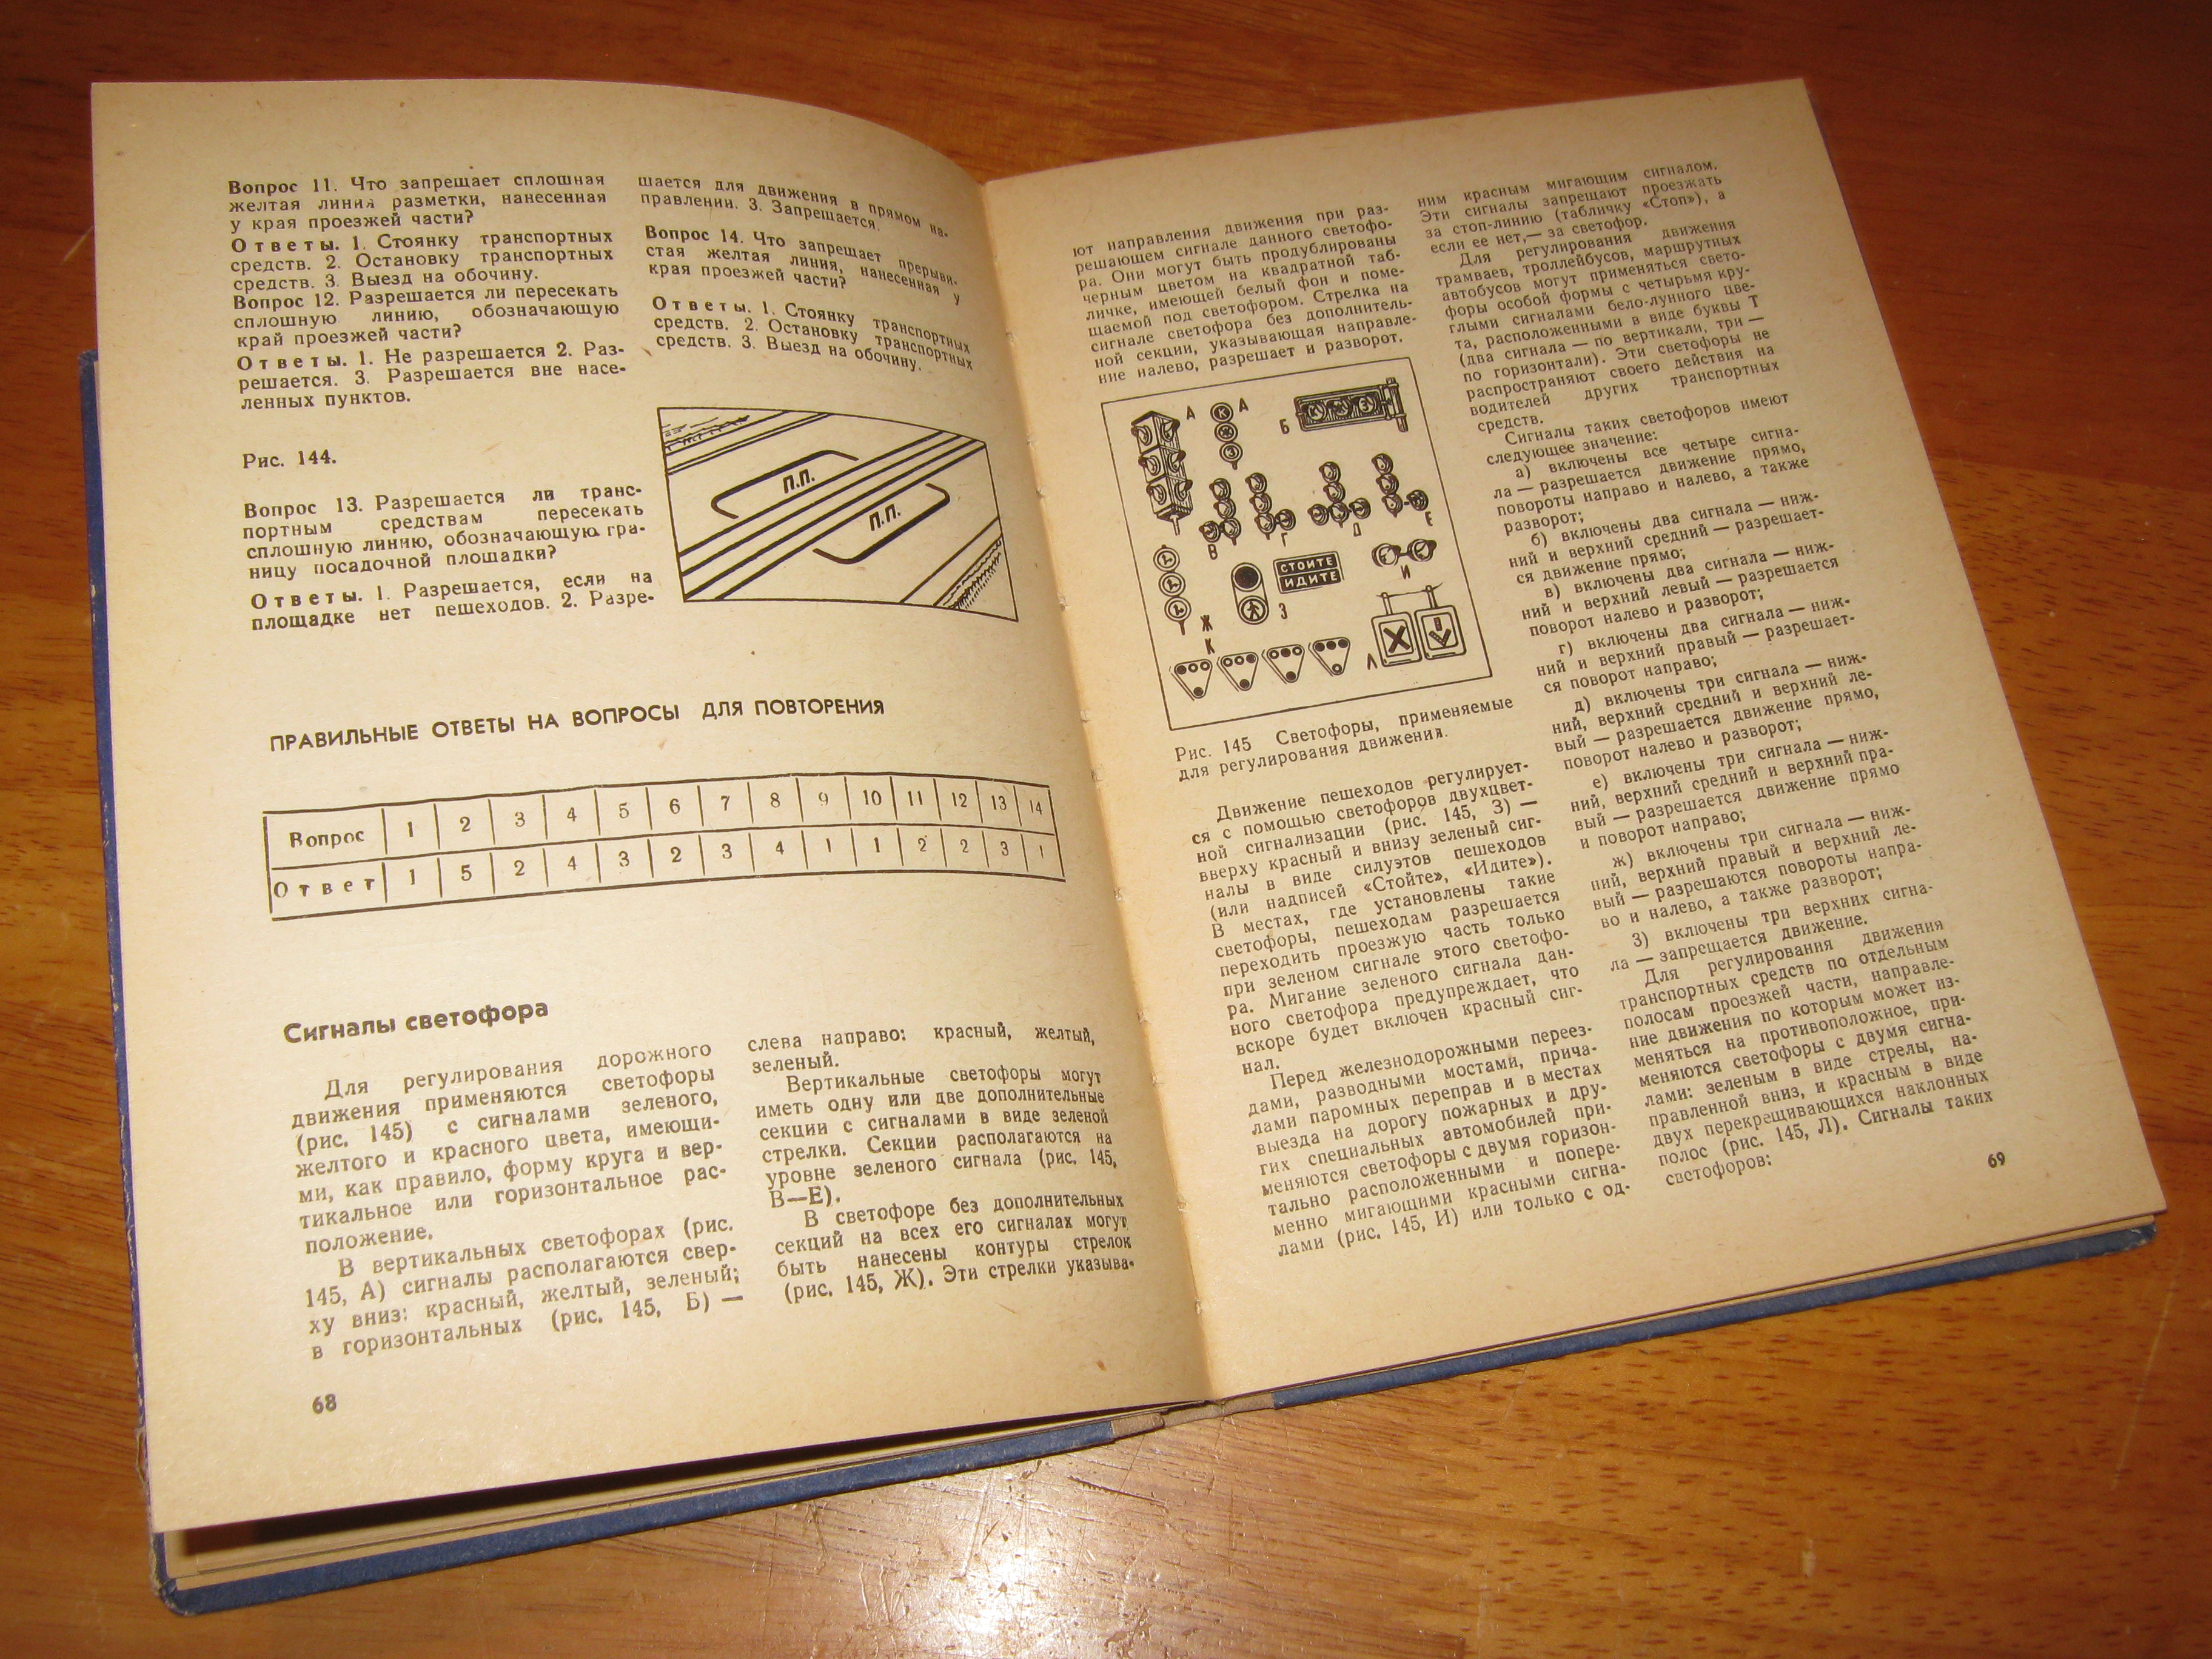 Вопрос 11. Что запрещает сплошная
желтая линия разметки, нанесенная
у края проезжей части?
Ответы. 1. Стоянку транспортных
средств. 2. Остановку транспортных
средств. 3. Выезд на обочину.
Вопрос 12. Разрешается ли пересекать
сплошную линию, обозначающую
край проезжей части?
Ответы. 1. Не разрешается 2. Раз-
решается. 3. Разрешается вне насе-
ленных пунктов.
Рис. 144.
Вопрос 13. Разрешается ли транс-
портным средствам пересекать
сплошную линию, обозначающую гра-
ницу посадочной площадки?
Ответы. 1. Разрешается, если на
площадке нет пешеходов. 2. Разре-
шается для движения в прямом на-
правлении. 3. Запрещается.
Вопрос 14. Что запрещает прерыви-
стая желтая линия, нанесенная у
края проезжей части?
Ответы. 1. Стоянку транспортных
средств. 2. Остановку транспортных
средств. 3. Выезд на обочину.
П.П.
П.П.
ПРАВИЛЬНЫЕ ОТВЕТЫ НА ВОПРОСЫ ДЛЯ ПОВТОРЕНИЯ
Вопрос 1 2 3 4 5 6 7 8 9 10 11 12 13 14
Ответ 1 5 2 4 3 2 3 4 1 1 2 2 3 1
Сигналы светофора
Для регулирования дорожного
движения применяются светофоры
(рис. 145) с сигналами зеленого,
желтого и красного цвета, имеющи-
ми, как правило, форму круга и вер-
тикальное или горизонтальное рас-
положение.
В вертикальных светофорах (рис.
145, А) сигналы располагаются свер-
ху вниз: красный, желтый, зеленый;
в горизонтальных (рис. 145, Б) —
слева направо: красный, желтый,
зеленый.
Вертикальные светофоры могут
иметь одну или две дополнительные
секции с сигналами в виде зеленой
стрелки. Секции располагаются на
уровне зеленого сигнала (рис. 145,
В—Е).
В светофоре без дополнительных
секций на всех его сигналах могут
быть нанесены контуры стрелок
(рис. 145, Ж). Эти стрелки указыва-
68
ют направления движения при раз-
решающем сигнале данного светофо-
ра. Они могут быть продублированы
черным цветом на квадратной таб-
личке, имеющей белый фон и поме-
щаемой под светофором. Стрелка на
сигнале светофора без дополнитель-
ной секции, указывающая направле-
ние налево, разрешает и разворот.
А
К
А
Ж
З
Б
К Ж З
В
Г
Д
Е
СТОИТЕ
ИДИТЕ
И
Ж
З
К
Л
Рис. 145 Светофоры, применяемые
для регулирования движения.
Движение пешеходов регулирует-
ся с помощью светофоров двухцвет-
ной сигнализации (рис. 145, З) —
вверху красный и внизу зеленый сиг-
налы в виде силуэтов пешеходов
(или надписей «Стойте», «Идите»).
В местах, где установлены такие
светофоры, пешеходам разрешается
переходить проезжую часть только
при зеленом сигнале этого светофо-
ра. Мигание зеленого сигнала дан-
ного светофора предупреждает, что
вскоре будет включен красный сиг-
нал.
Перед железнодорожными переез-
дами, разводными мостами, прича-
лами паромных переправ и в местах
выезда на дорогу пожарных и дру-
гих специальных автомобилей при-
меняются светофоры с двумя горизон-
тально расположенными и попере-
менно мигающими красными сигна-
лами (рис. 145, И) или только с од-
ним красным мигающим сигналом.
Эти сигналы запрещают проезжать
за стоп-линию (табличку «Стоп»), а
если ее нет,— за светофор.
Для регулирования движения
трамваев, троллейбусов, маршрутных
автобусов могут применяться свето-
форы особой формы с четырьмя кру-
глыми сигналами бело-лунного цве-
та, расположенными в виде буквы Т
(два сигнала — по вертикали, три —
по горизонтали). Эти светофоры не
распространяют своего действия на
водителей других транспортных
средств.
Сигналы таких светофоров имеют
следующее значение:
а) включены все четыре сигна-
ла — разрешается движение прямо,
повороты направо и налево, а также
разворот;
б) включены два сигнала — ниж-
ний и верхний средний — разрешает-
ся движение прямо;
в) включены два сигнала — ниж-
ний и верхний левый — разрешается
поворот налево и разворот;
г) включены два сигнала — ниж-
ний и верхний правый — разрешает-
ся поворот направо;
д) включены три сигнала — ниж-
ний, верхний средний и верхний ле-
вый — разрешается движение прямо,
поворот налево и разворот;
е) включены три сигнала — ниж-
ний, верхний средний и верхний пра-
вый — разрешается движение прямо
и поворот направо;
ж) включены три сигнала — ниж-
ний, верхний правый и верхний ле-
вый — разрешаются повороты напра-
во и налево, а также разворот;
З) включены три верхних сигна-
ла — запрещается движение.
Для регулирования движения
транспортных средств по отдельным
полосам проезжей части, направле-
ние движения по которым может из-
меняться на противоположное, при-
меняются светофоры с двумя сигна-
лами: зеленым в виде стрелы, на-
правленной вниз, и красным в виде
двух перекрещивающихся наклонных
полос (рис. 145, Л). Сигналы таких
светофоров:
69